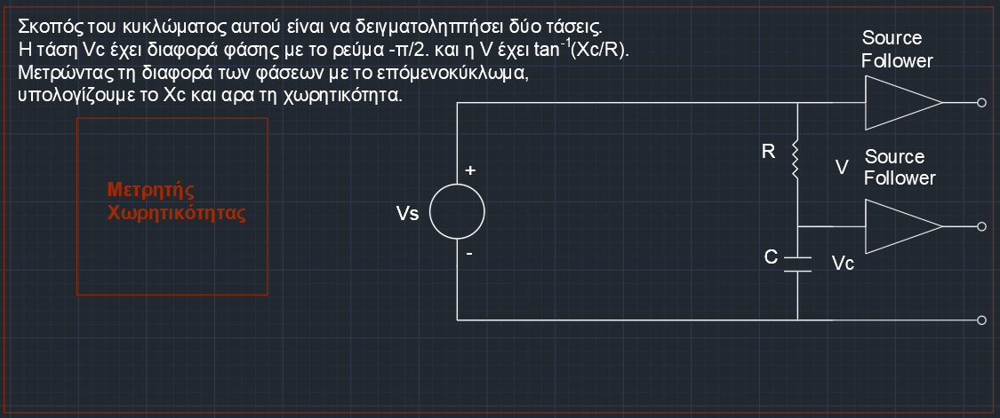 Σκοπός του κυκλώματος αυτού είναι να δειγματοληπτήσει δύο τάσεις.
Η τάση Vc έχει διαφορά φάσης με το ρεύμα -π/2. και η V έχει tan⁻¹(Xc/R).
Μετρώντας τη διαφορά των φάσεων με το επόμενοκύκλωμα,
υπολογίζουμε το Xc και αρα τη χωρητικότητα.
Source
Follower
R
V
Source
Follower
Μετρητής
Χωρητικότητας
+
Vs
-
C
Vc